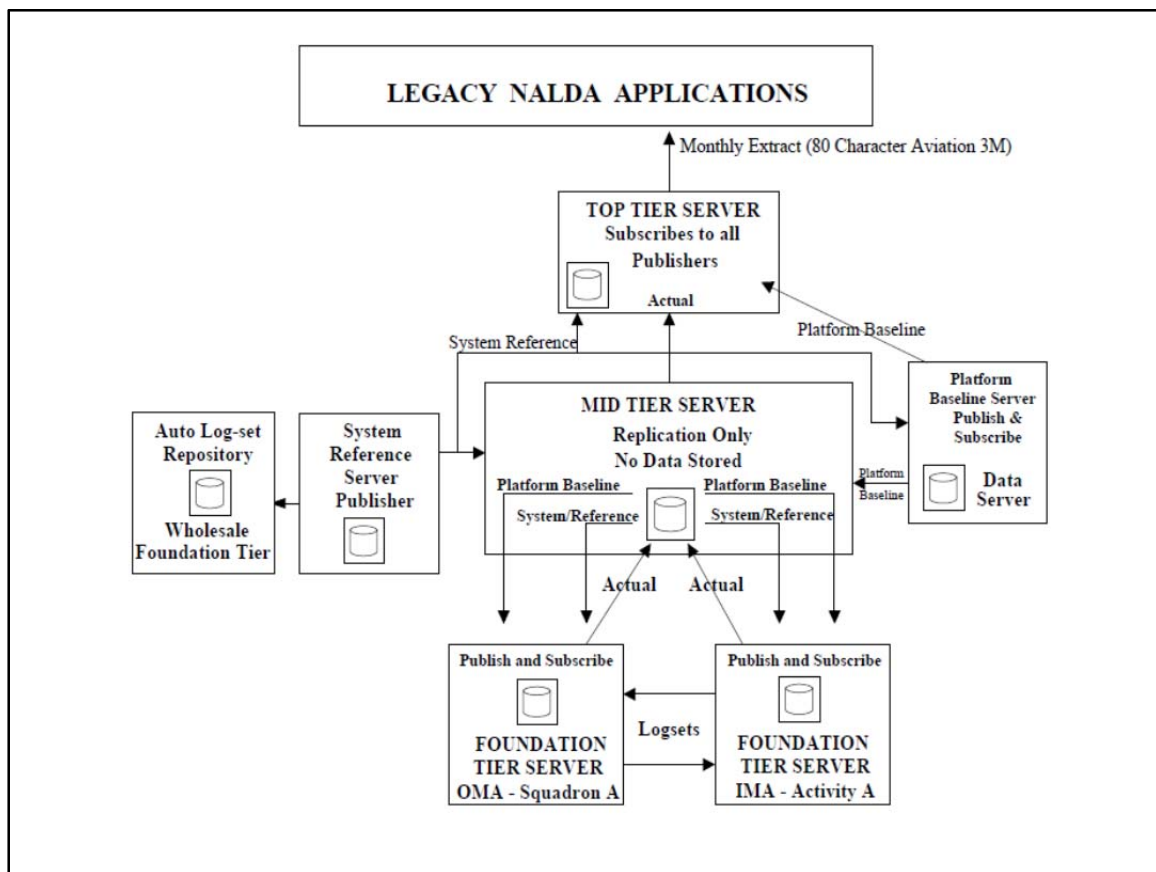 LEGACY NALDA APPLICATIONS
Monthly Extract (80 Character Aviation 3M)
TOP TIER SERVER
Subscribes to all
Publishers
Actual
System Reference
Platform Baseline
Auto Log-set
Repository
Wholesale
Foundation Tier
System
Reference
Server
Publisher
MID TIER SERVER
Replication Only
No Data Stored
Platform Baseline
Platform Baseline
System/Reference
System/Reference
Platform
Baseline Server
Publish &
Subscribe
Data
Server
Platform
Baseline
Actual
Actual
Publish and Subscribe
FOUNDATION
TIER SERVER
OMA - Squadron A
Logsets
Publish and Subscribe
FOUNDATION
TIER SERVER
IMA - Activity A